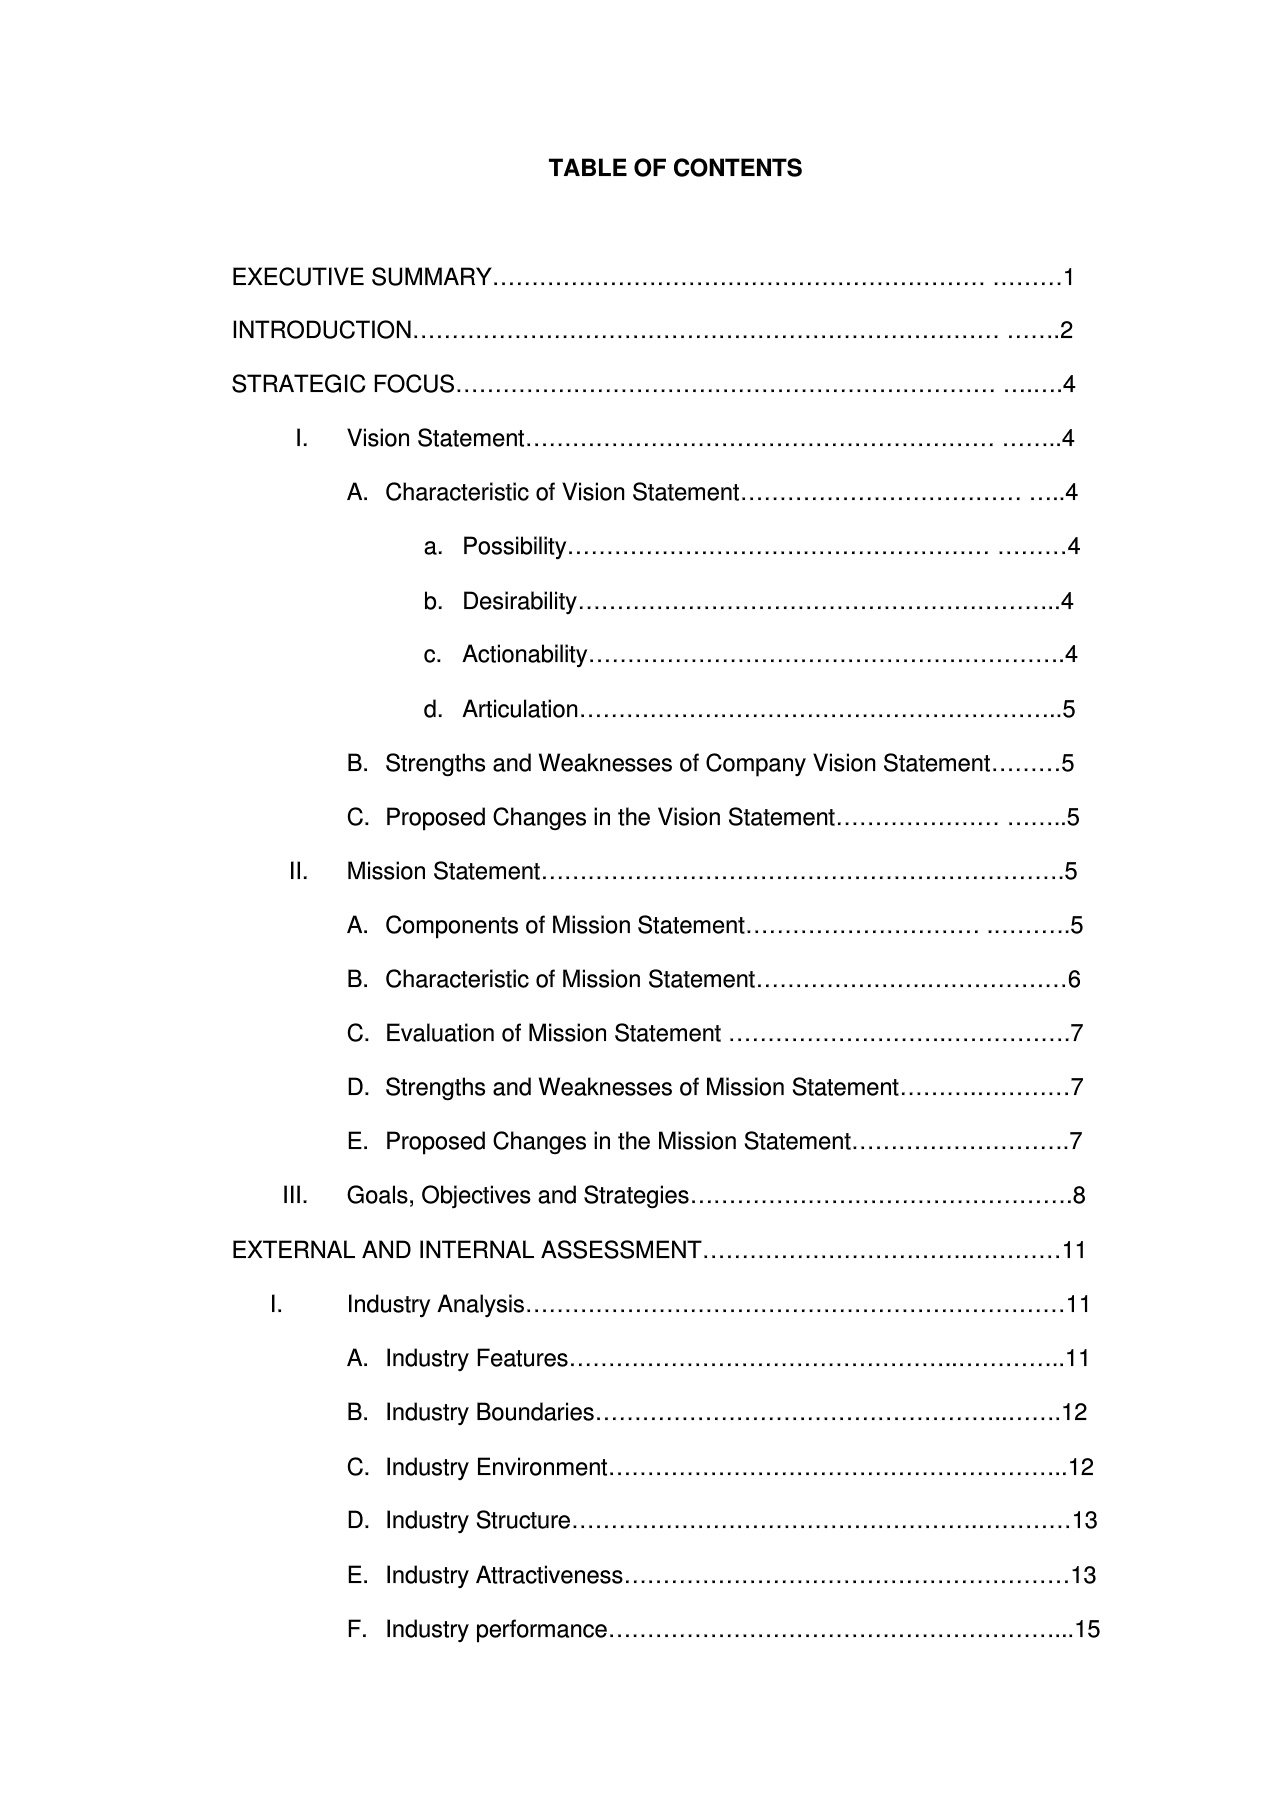 TABLE OF CONTENTS
EXECUTIVE SUMMARY……………………………………………………… ………1
INTRODUCTION………………………………………………………………… …….2
STRATEGIC FOCUS…………………………………………………………… ….….4
I. Vision Statement…………………………………………………… ……..4
A. Characteristic of Vision Statement……………………………… …..4
a. Possibility……………………………………………… ………4
b. Desirability……………………………………………………...4
c. Actionability…………………………………………………….4
d. Articulation……………………………………………………..5
B. Strengths and Weaknesses of Company Vision Statement………5
C. Proposed Changes in the Vision Statement………………… ……..5
II. Mission Statement………………………………………………………….5
A. Components of Mission Statement………………………… ..……….5
B. Characteristic of Mission Statement………………….………………6
C. Evaluation of Mission Statement ……………………….…………….7
D. Strengths and Weaknesses of Mission Statement……….…………7
E. Proposed Changes in the Mission Statement……………………….7
III. Goals, Objectives and Strategies………………………………………….8
EXTERNAL AND INTERNAL ASSESSMENT…………………………….…………11
I. Industry Analysis…………………………………………………………….11
A. Industry Features…………………………………………..…………..11
B. Industry Boundaries……………………………………………..…….12
C. Industry Environment…………………………………………………..12
D. Industry Structure…………………………………………….…………13
E. Industry Attractiveness…………………………………………………13
F. Industry performance…………………………………………………...15